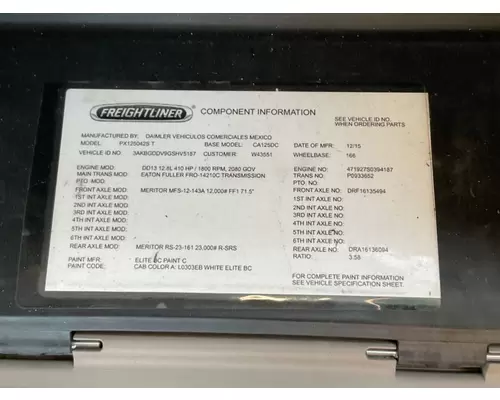 FREIGHTLINER COMPONENT INFORMATION
SEE VEHICLE ID NO.
WHEN ORDERING PARTS
MANUFACTURED BY: DAIMLER VEHICULOS COMERCIALES MEXICO
MODEL: PX125042S T BASE MODEL: CA125DC DATE OF MFR: 12/15
VEHICLE ID NO: 3AKBGDDV9GSHV5187 CUSTOMER: W43551 WHEELBASE: 166
ENGINE MOD: DD13 12.8L 410 HP / 1800 RPM, 2080 GOV 471927S0394187
MAIN TRANS MOD: EATON FULLER FRO-14210C TRANSMISSION TRANS NO P0933652
PTO. MOD: PTO. NO:
FRONT AXLE MOD: MERITOR MFS-12-143A 12,000# FF1 71.5" FRONT AXLE NO: DRF16135494
1ST INT AXLE MOD: 1ST INT AXLE NO:
2ND INT AXLE MOD: 2ND INT AXLE NO:
3RD INT AXLE MOD: 3RD INT AXLE NO:
4TH INT AXLE MOD: 4TH INT AXLE NO:
5TH INT AXLE MOD: 5TH INT AXLE NO:
6TH INT AXLE MOD: 6TH INT AXLE NO:
REAR AXLE MOD: MERITOR RS-23-161 23,000# R-SRS REAR AXLE NO: DRA16136094
PAINT MFR: ELITE BC PAINT C RATIO: 3.58
PAINT CODE: CAB COLOR A: L0303EB WHITE ELITE BC
FOR COMPLETE PAINT INFORMATION
SEE VEHICLE SPECIFICATION SHEET.